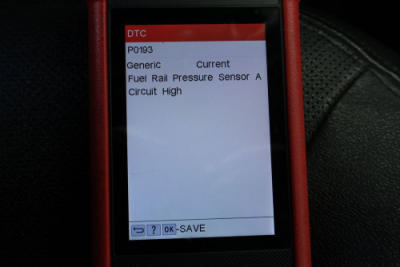 DTC
P0193
Generic Current
Fuel Rail Pressure Sensor A
Circuit High
? OK -SAVE